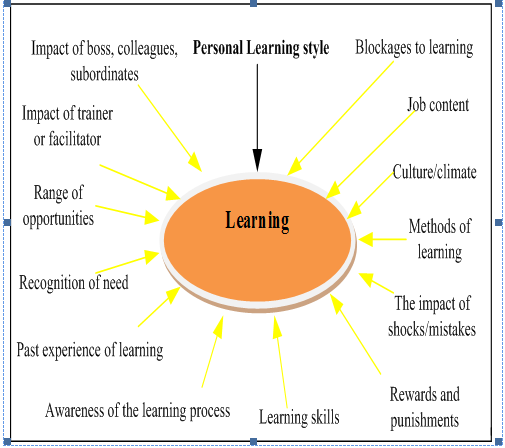 Impact of boss, colleagues,
subordinates
Personal Learning style
Blockages to learning
Impact of trainer
or facilitator
Job content
Culture/climate
Range of
opportunities
Learning
Methods of
learning
Recognition of need
The impact of
shocks/mistakes
Past experience of learning
Rewards and
punishments
Awareness of the learning process
Learning skills